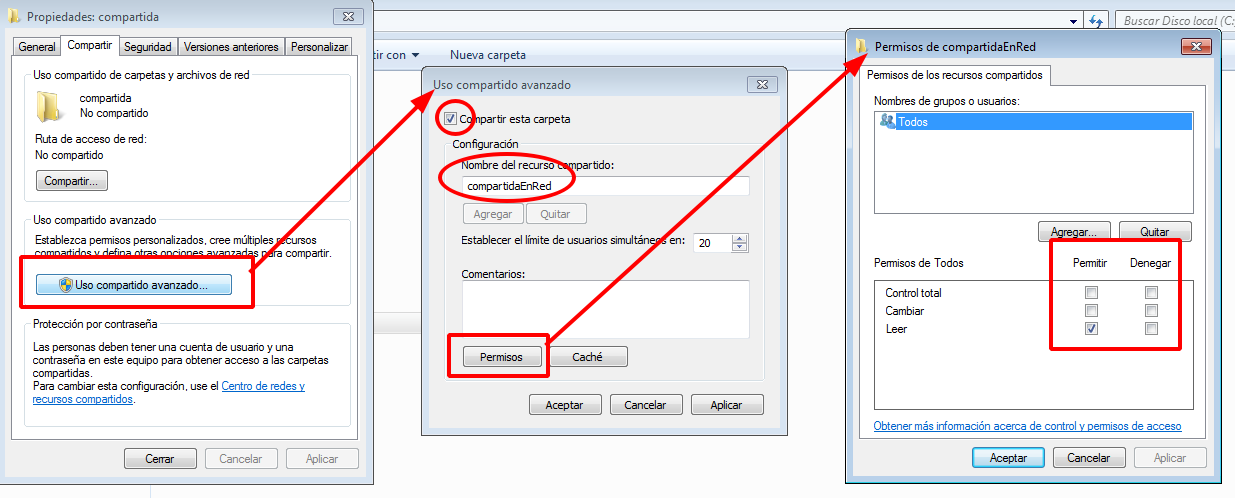 Propiedades: compartida
General
Compartir
Seguridad
Versiones anteriores
Personalizar
Uso compartido de carpetas y archivos de red
compartida
No compartido
Ruta de acceso de red:
No compartido
Compartir...
Uso compartido avanzado
Establezca permisos personalizados, cree múltiples recursos
compartidos y defina otras opciones avanzadas para compartir.
Uso compartido avanzado...
Protección por contraseña
Las personas deben tener una cuenta de usuario y una
contraseña en este equipo para obtener acceso a las carpetas
compartidas.
Para cambiar esta configuración, use el Centro de redes y
recursos compartidos.
Cerrar
Cancelar
Aplicar
tir con
Nueva carpeta
Buscar Disco local (C:)
Uso compartido avanzado
Compartir esta carpeta
Configuración
Nombre del recurso compartido:
compartidaEnRed
Agregar
Quitar
Establecer el límite de usuarios simultáneos en:
20
Comentarios:
Permisos
Caché
Aceptar
Cancelar
Aplicar
Permisos de compartidaEnRed
Permisos de los recursos compartidos
Nombres de grupos o usuarios:
Todos
Agregar...
Quitar
Permisos de Todos
Permitir
Denegar
Control total
Cambiar
Leer
Obtener más información acerca de control y permisos de acceso
Aceptar
Cancelar
Aplicar